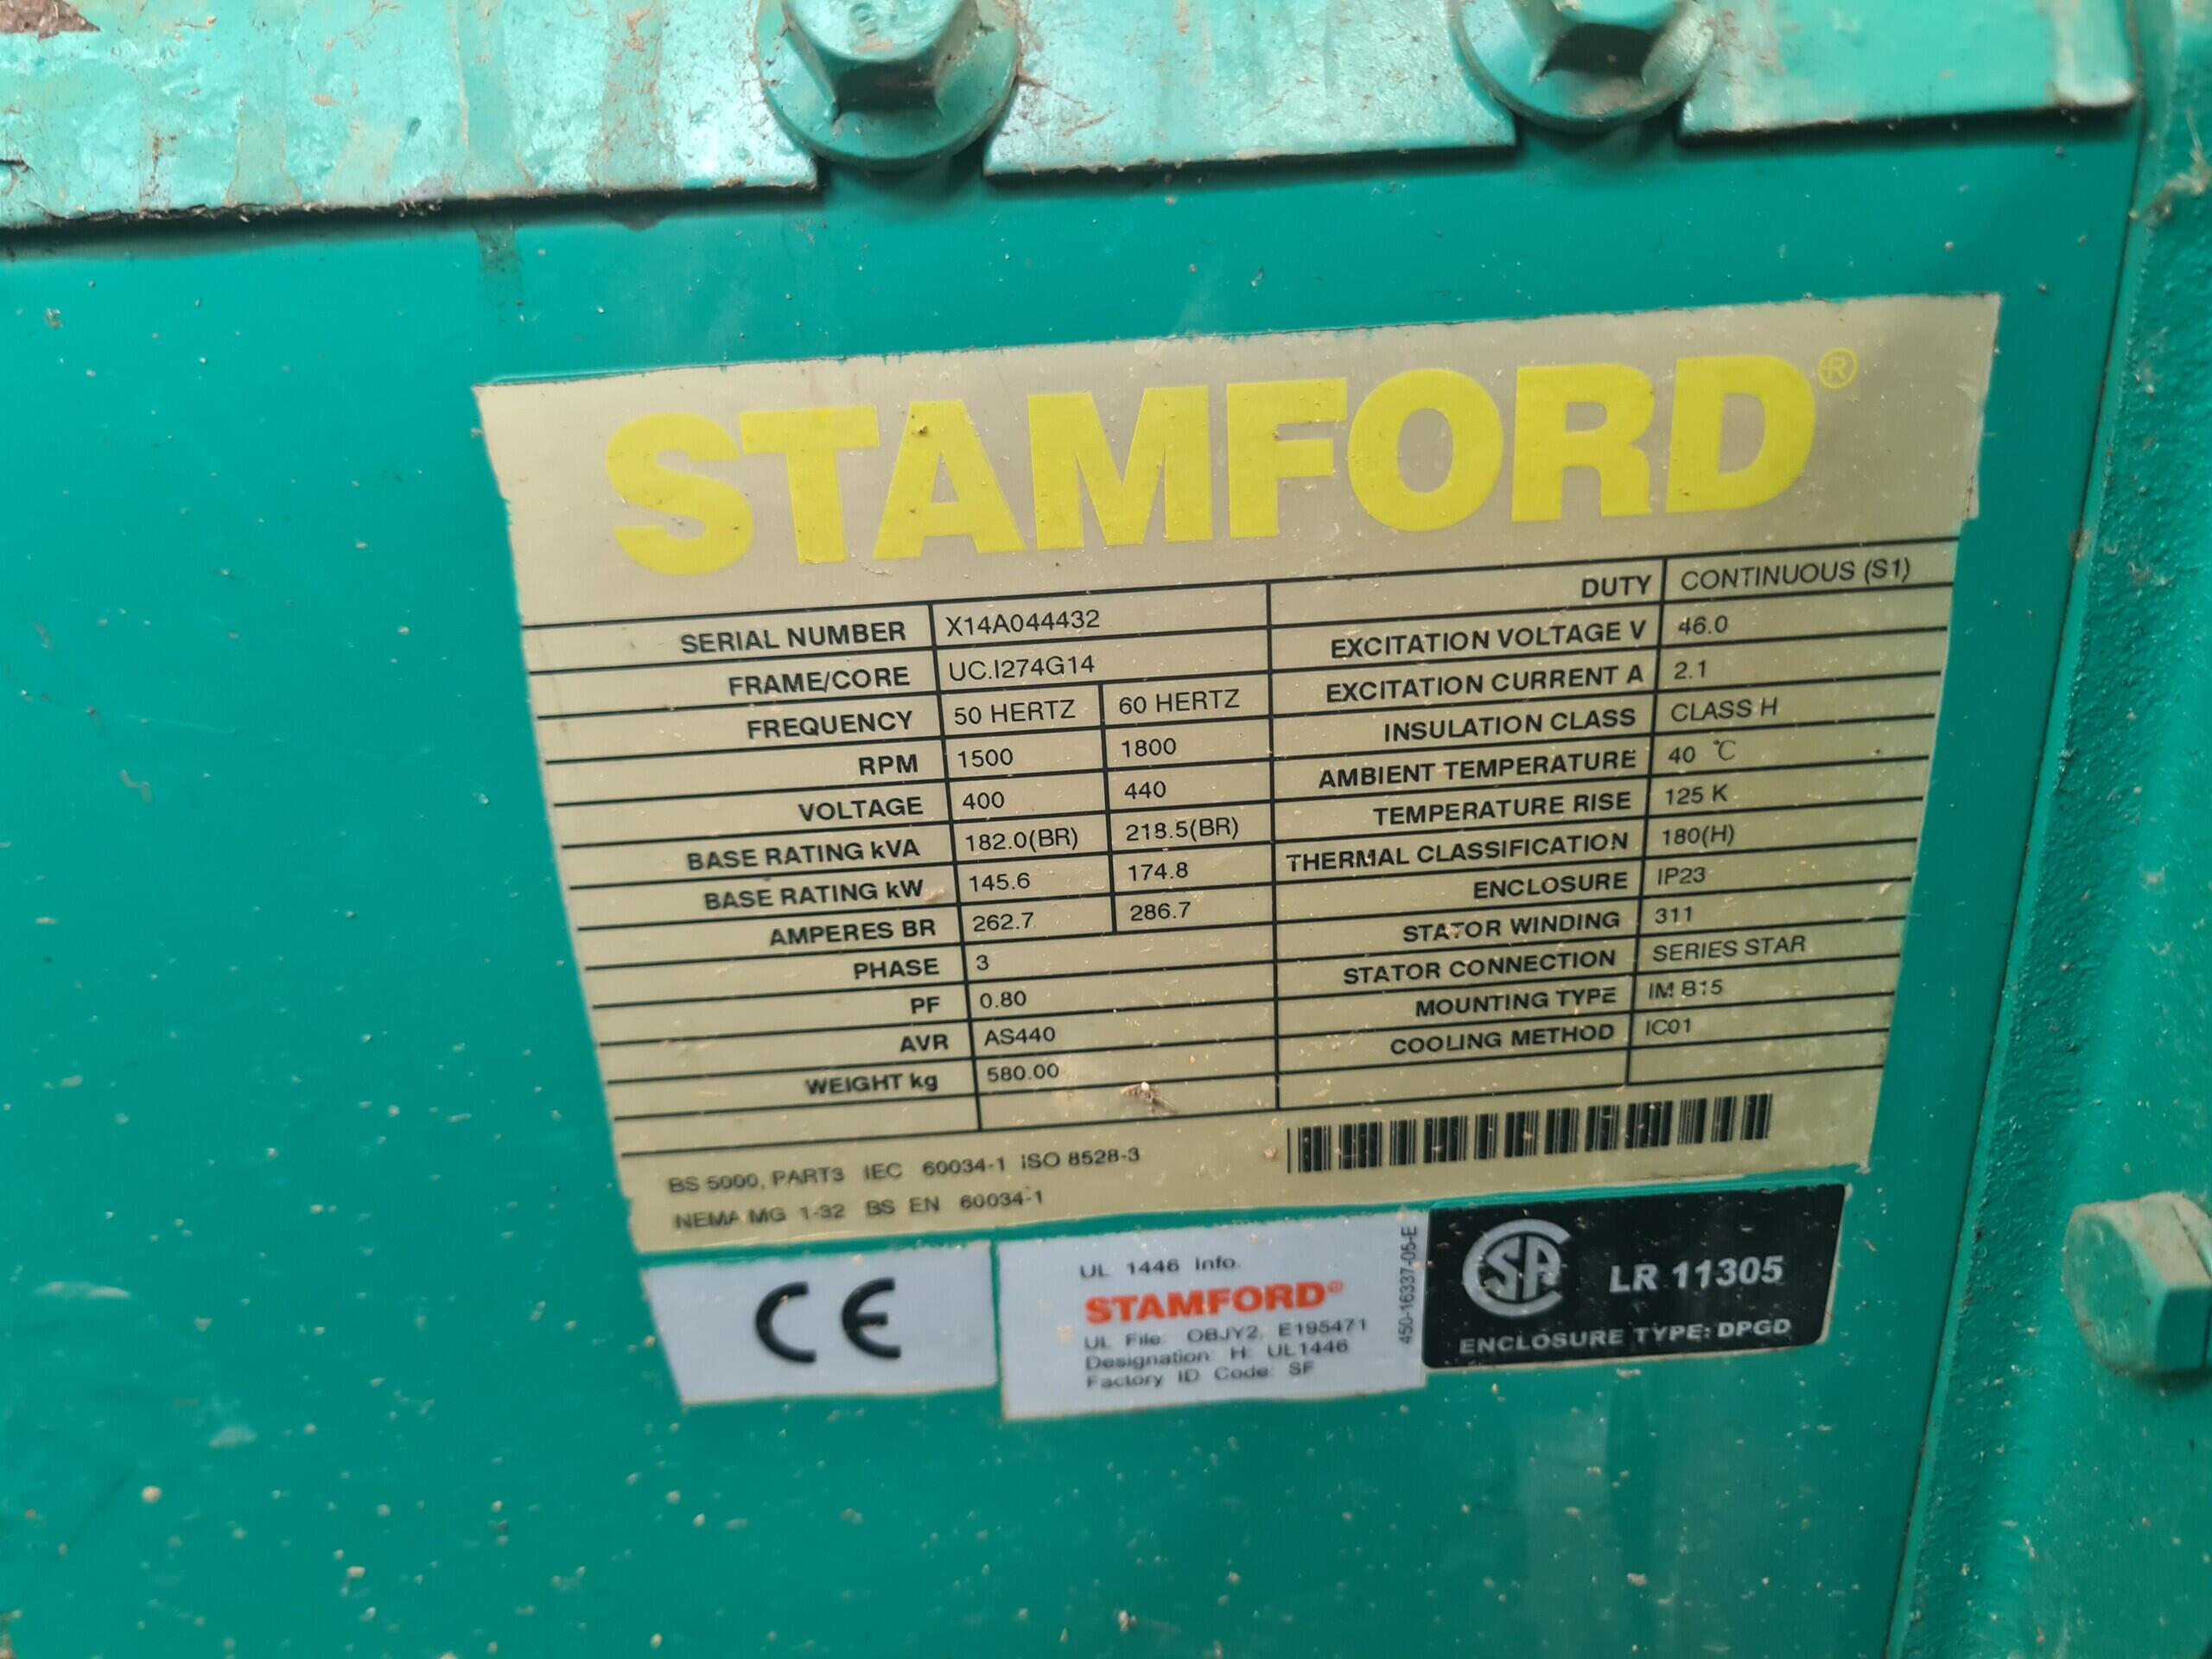 STAMFORD®
SERIAL NUMBER X14A044432
FRAME/CORE UC.I274G14
FREQUENCY 50 HERTZ 60 HERTZ
RPM 1500 1800
VOLTAGE 400 440
BASE RATING kVA 182.0(BR) 218.5(BR)
BASE RATING kW 145.6 174.8
AMPERES BR 262.7 286.7
PHASE 3
PF 0.80
AVR AS440
WEIGHT kg 580.00
DUTY CONTINUOUS (S1)
EXCITATION VOLTAGE V 46.0
EXCITATION CURRENT A 2.1
INSULATION CLASS CLASS H
AMBIENT TEMPERATURE 40 °C
TEMPERATURE RISE 125 K
THERMAL CLASSIFICATION 180(H)
ENCLOSURE IP23
STATOR WINDING 311
STATOR CONNECTION SERIES STAR
MOUNTING TYPE IM B15
COOLING METHOD IC01
BS 5000, PART3 IEC 60034-1 ISO 8528-3
NEMA MG 1-32 BS EN 60034-1
CE
UL 1446 Info.
STAMFORD®
UL File: OBJY2, E195471
Designation: H: UL1446
Factory ID Code: SF
450-16337-05-E
CSA LR 11305
ENCLOSURE TYPE: DPGD